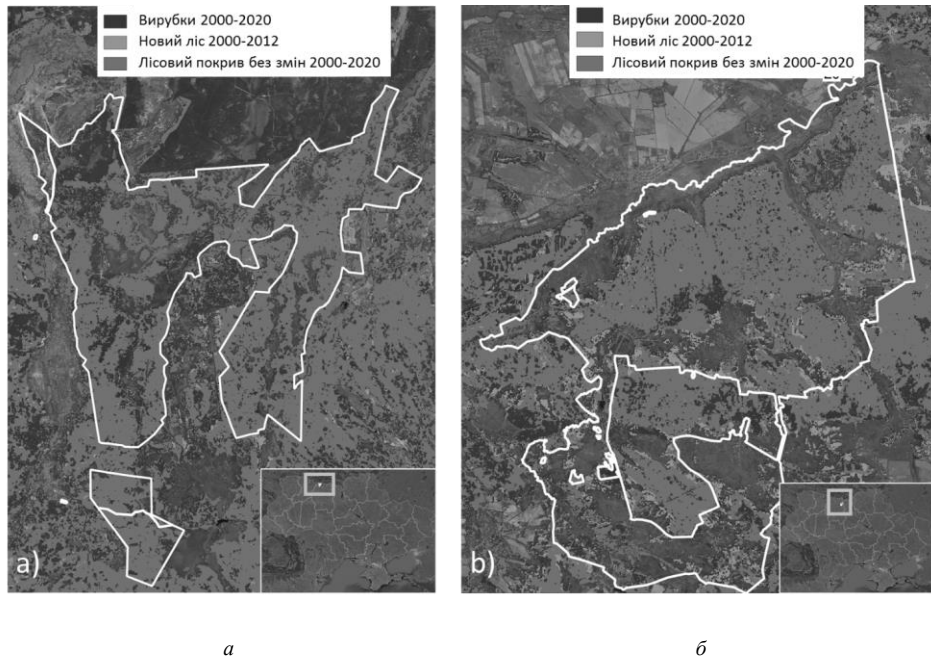 Вирубки 2000-2020
Новий ліс 2000-2012
Лісовий покрив без змін 2000-2020
Вирубки 2000-2020
Новий ліс 2000-2012
Лісовий покрив без змін 2000-2020
a)
b)
а
б